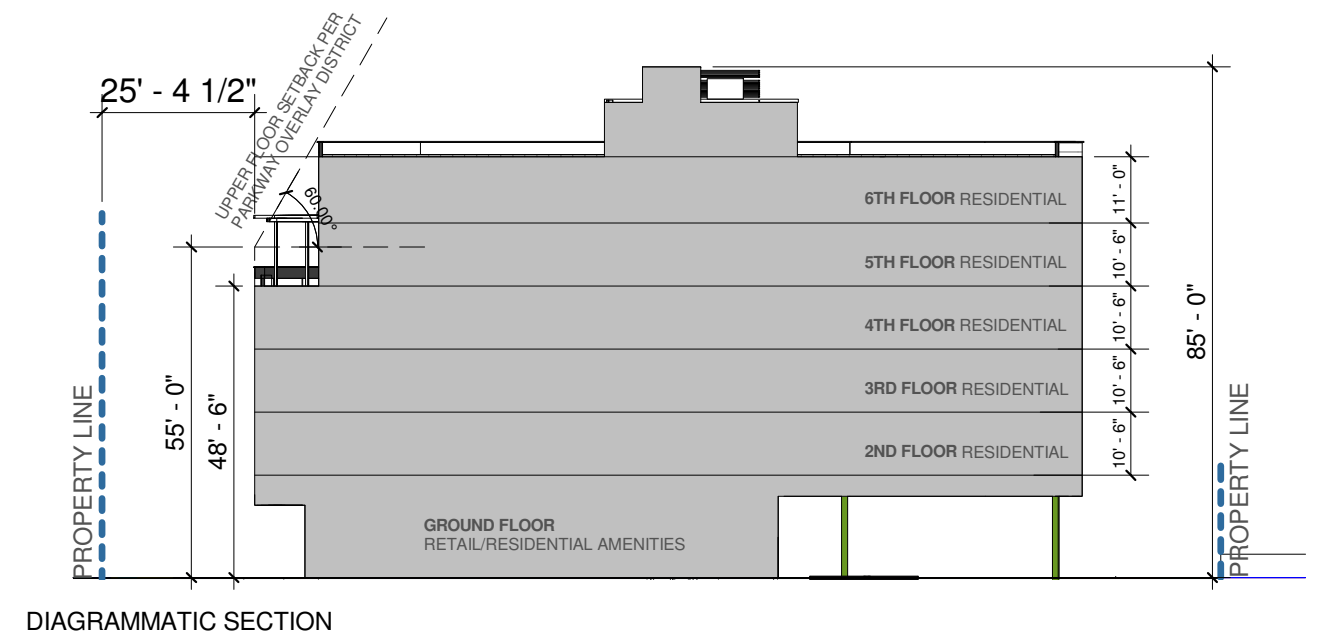 UPPER FLOOR SETBACK PER
PARKWAY OVERLAY DISTRICT
25' - 4 1/2"
60.00°
6TH FLOOR RESIDENTIAL
11' - 0"
5TH FLOOR RESIDENTIAL
10' - 6"
4TH FLOOR RESIDENTIAL
10' - 6"
3RD FLOOR RESIDENTIAL
10' - 6"
2ND FLOOR RESIDENTIAL
10' - 6"
85' - 0"
55' - 0"
48' - 6"
PROPERTY LINE
PROPERTY LINE
GROUND FLOOR
RETAIL/RESIDENTIAL AMENITIES
DIAGRAMMATIC SECTION